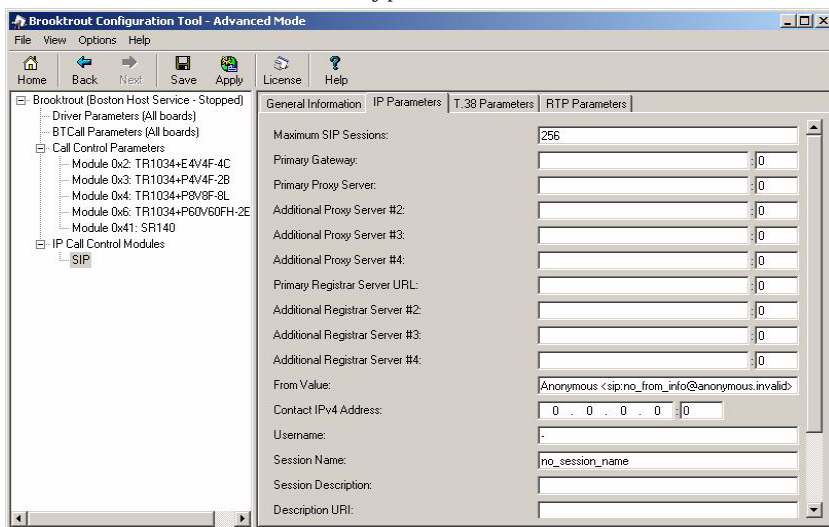 Brooktrout Configuration Tool - Advanced Mode
File View Options Help
Home Back Next Save Apply License Help
Brooktrout (Boston Host Service - Stopped)
Driver Parameters (All boards)
BTCall Parameters (All boards)
Call Control Parameters
Module 0x2: TR1034+E4V4F-4C
Module 0x3: TR1034+P4V4F-2B
Module 0x4: TR1034+P8V8F-8L
Module 0x6: TR1034+P60V60FH-2E
Module 0x41: SR140
IP Call Control Modules
SIP
General Information IP Parameters T.38 Parameters RTP Parameters
Maximum SIP Sessions: 256
Primary Gateway: :0
Primary Proxy Server: :0
Additional Proxy Server #2: :0
Additional Proxy Server #3: :0
Additional Proxy Server #4: :0
Primary Registrar Server URL: :0
Additional Registrar Server #2: :0
Additional Registrar Server #3: :0
Additional Registrar Server #4: :0
From Value: Anonymous <sip:no_from_info@anonymous.invalid>
Contact IPv4 Address: 0 . 0 . 0 . 0 :0
Username: -
Session Name: no_session_name
Session Description:
Description URI: